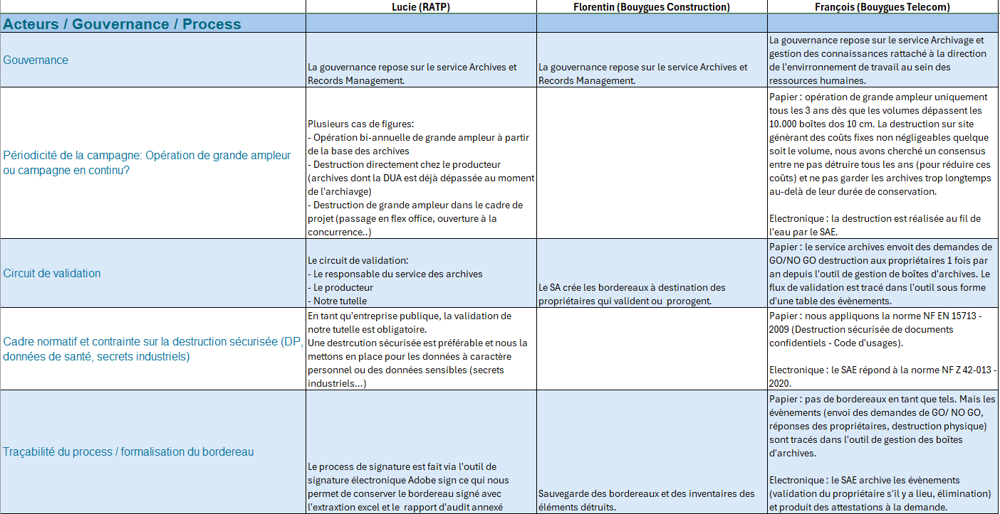 Lucie (RATP)
Florentin (Bouygues Construction)
François (Bouygues Telecom)
Acteurs / Gouvernance / Process
Gouvernance
La gouvernance repose sur le service Archives et
Records Management.
La gouvernance repose sur le service Archives et
Records Management.
La gouvernance repose sur le service Archivage et
gestion des connaissances rattaché à la direction
de l'envirronnement de travail au sein des
ressources humaines.
Périodicité de la campagne: Opération de grande ampleur
ou campagne en continu?
Plusieurs cas de figures:
- Opération bi-annuelle de grande ampleur à partir
de la base des archives
- Destruction directement chez le producteur
(archives dont la DUA est déjà dépassée au moment
de l'archiavge)
- Destruction de grande ampleur dans le cadre de
projet (passage en flex office, ouverture à la
concurrence..)
Papier : opération de grande ampleur uniquement
tous les 3 ans dès que les volumes dépassent les
10.000 boîtes dos 10 cm. La destruction sur site
génèrant des coûts fixes non négligeables quelque
soit le volume, nous avons cherché un consensus
entre ne pas détruire tous les ans (pour réduire ces
coûts) et ne pas garder les archives trop longtemps
au-delà de leur durée de conservation.
Electronique : la destruction est réalisée au fil de
l'eau par le SAE.
Circuit de validation
Le circuit de validation:
- Le responsable du service des archives
- Le producteur
- Notre tutelle
Le SA crée les bordereaux à destination des
propriétaires qui valident ou  prorogent.
Papier : le service archives envoit des demandes de
GO/NO GO destruction aux propriétaires 1 fois par
an depuis l'outil de gestion de boîtes d'archives. Le
flux de validation est tracé dans l'outil sous forme
d'une table des évènements.
Cadre normatif et contrainte sur la destruction sécurisée (DP,
données de santé, secrets industriels)
En tant qu'entreprise publique, la validation de
notre tutelle est obligatoire.
Une destrcution sécurisée est préférable et nous la
mettons en place pour les données à caractère
personnel ou des données sensibles (secrets
industriels...)
Papier : nous appliquons la norme NF EN 15713 -
2009 (Destruction sécurisée de documents
confidentiels - Code d'usages).
Electronique : le SAE répond à la norme NF Z 42-013 -
2020.
Traçabilité du process / formalisation du bordereau
Le process de signature est fait via l'outil de
signature électronique Adobe sign ce qui nous
permet de conserver le bordereau signé avec
l'extraxtion excel et le  rapport d'audit annexé
Sauvegarde des bordereaux et des inventaires des
éléments détruits.
Papier : pas de bordereaux en tant que tels. Mais les
évènements (envoi des demandes de GO/ NO GO,
réponses des propriétaires, destruction physique)
sont tracés dans l'outil de gestion des boîtes
d'archives.
Electronique : le SAE archive les évènements
(validation du propriétaire s'il y a lieu, élimination)
et produit des attestations à la demande.